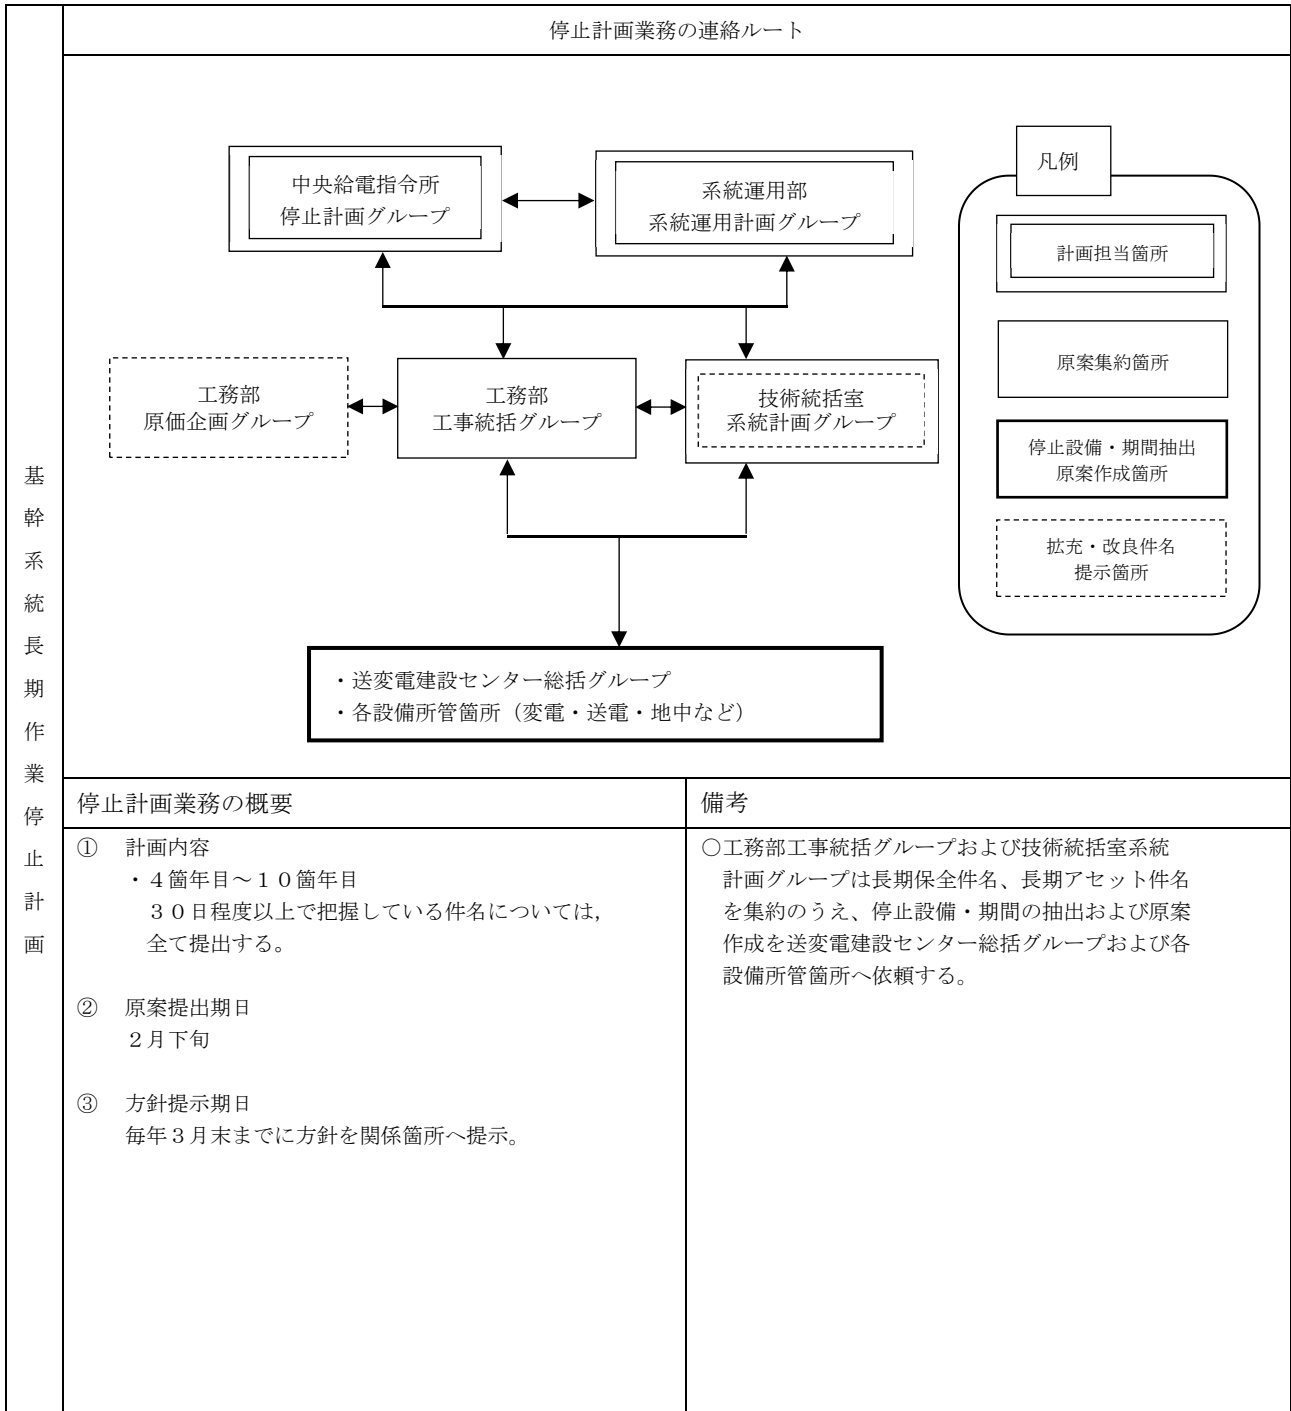 停止計画業務の連絡ルート
中央給電指令所
停止計画グループ
系統運用部
系統運用計画グループ
工務部
原価企画グループ
工務部
工事統括グループ
技術統括室
系統計画グループ
・送変電建設センター総括グループ
・各設備所管箇所（変電・送電・地中など）
凡例
計画担当箇所
原案集約箇所
停止設備・期間抽出
原案作成箇所
拡充・改良件名
提示箇所
基幹系統長期作業停止計画
停止計画業務の概要
① 計画内容
・４箇年目～１０箇年目
３０日程度以上で把握している件名については,
全て提出する。
② 原案提出期日
２月下旬
③ 方針提示期日
毎年３月末までに方針を関係箇所へ提示。
備考
○工務部工事統括グループおよび技術統括室系統
計画グループは長期保全件名、長期アセット件名
を集約のうえ、停止設備・期間の抽出および原案
作成を送変電建設センター総括グループおよび各
設備所管箇所へ依頼する。